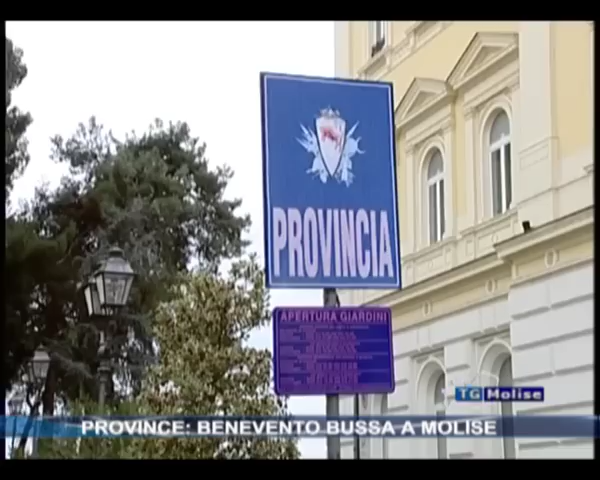 PROVINCIA
APERTURA GIARDINI
TG Molise
PROVINCE: BENEVENTO BUSSA A MOLISE